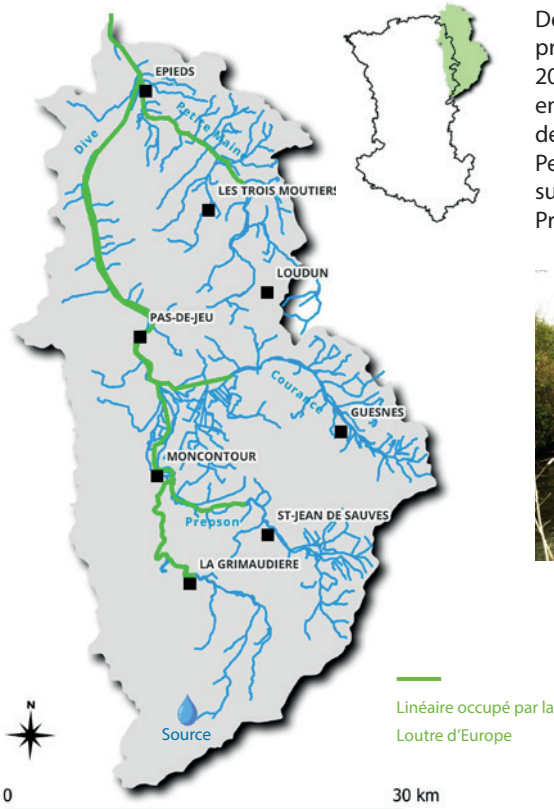 EPIEDS
Dive
Petite Maine
LES TROIS MOUTIERS
LOUDUN
PAS-DE-JEU
Courance
GUESNES
MONCONTOUR
Prepson
ST-JEAN DE SAUVES
LA GRIMAUDIERE
Source
N
0
30 km
Linéaire occupé par la
Loutre d’Europe
De
pr
20
en
de
Pe
su
Pr